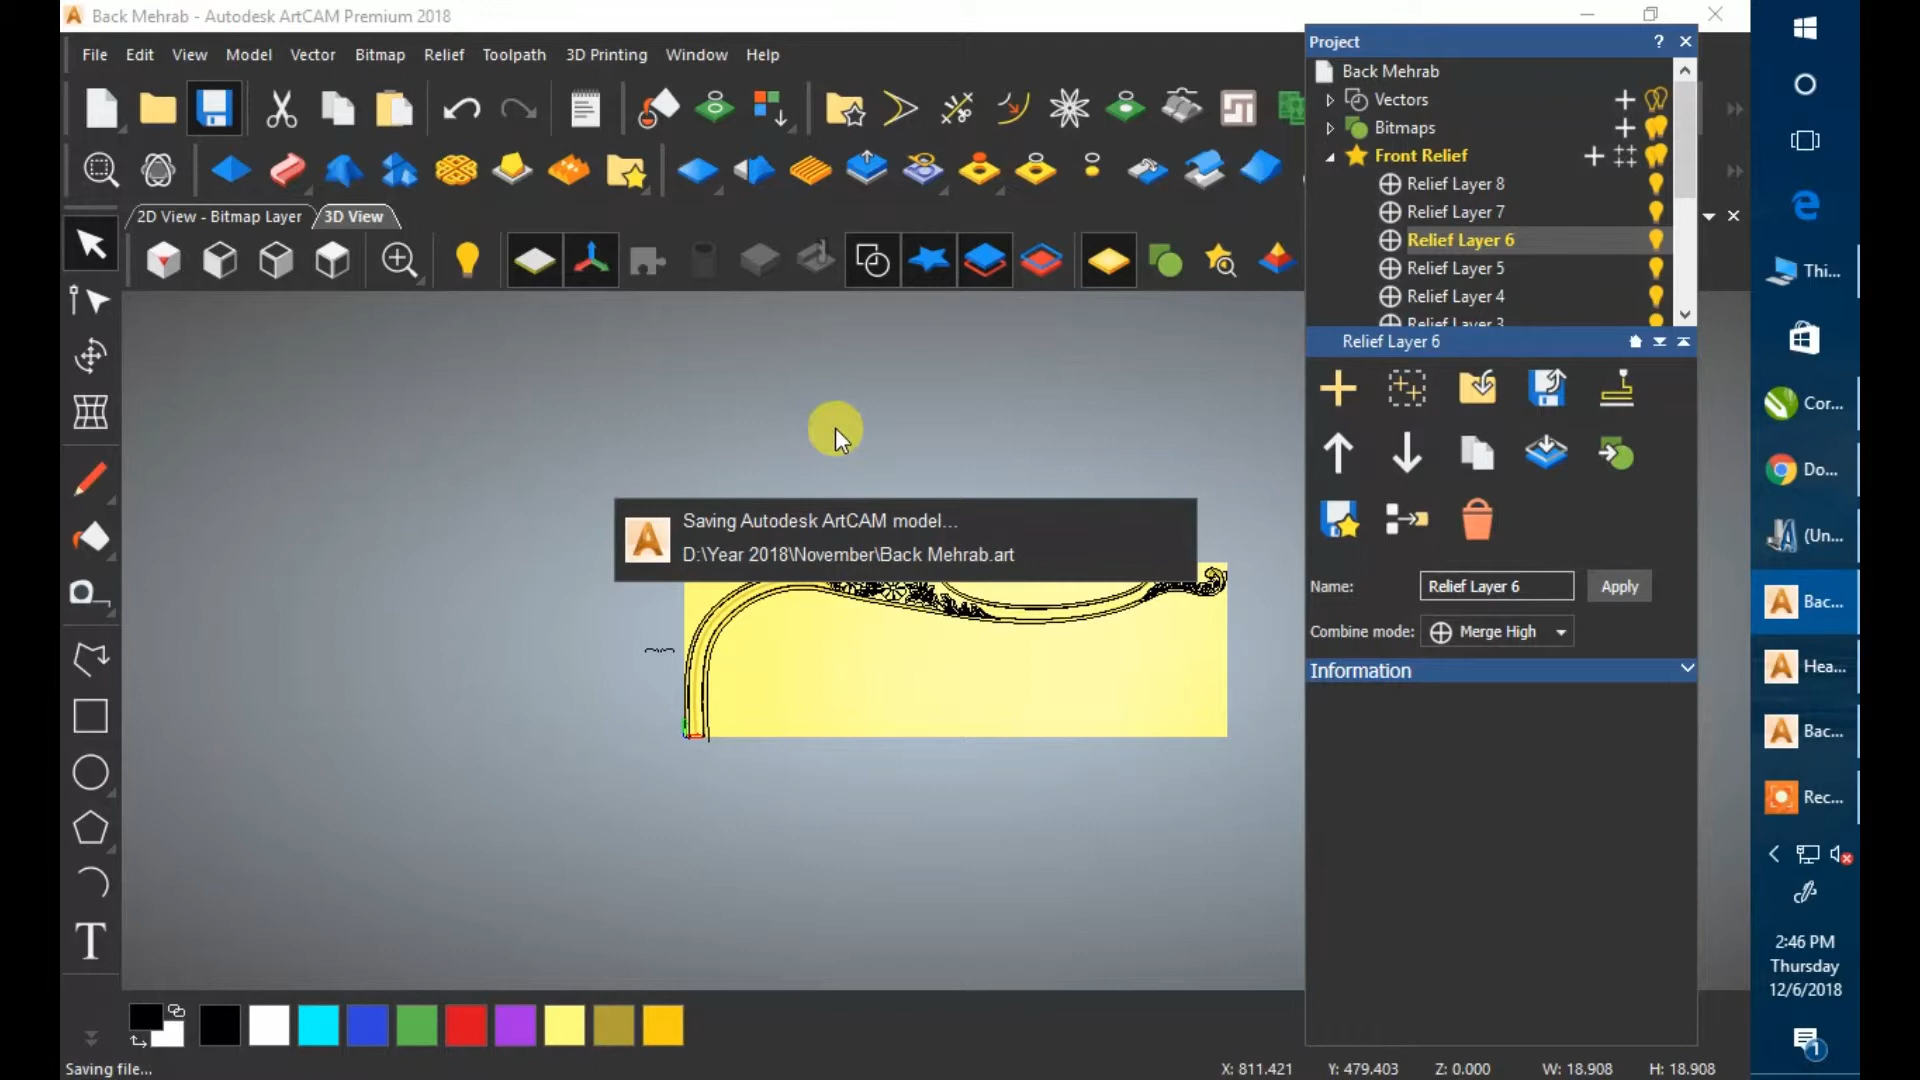 Back Mehrab - Autodesk ArtCAM Premium 2018
File Edit View Model Vector Bitmap Relief Toolpath 3D Printing Window Help
2D View - Bitmap Layer 3D View
Project ?
Back Mehrab
Vectors
Bitmaps
Front Relief
Relief Layer 8
Relief Layer 7
Relief Layer 6
Relief Layer 5
Relief Layer 4
Relief Layer 3
Relief Layer 6
Name: Relief Layer 6 Apply
Combine mode: Merge High
Information
Saving Autodesk ArtCAM model...
D:\Year 2018\November\Back Mehrab.art
T
Saving file...
X: 811.421 Y: 479.403 Z: 0.000 W: 18.908 H: 18.908
Thi...
Cor...
Do...
(Un...
Bac...
Hea...
Bac...
Rec...
2:46 PM
Thursday
12/6/2018
1